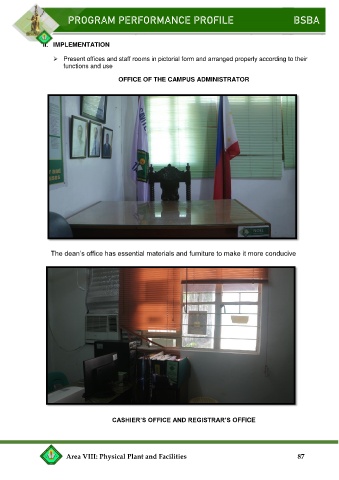 PROGRAM PERFORMANCE PROFILE BSBA
II. IMPLEMENTATION
➢ Present offices and staff rooms in pictorial form and arranged properly according to their
functions and use
OFFICE OF THE CAMPUS ADMINISTRATOR
The dean's office has essential materials and furniture to make it more conducive
CASHIER'S OFFICE AND REGISTRAR'S OFFICE
Area VIII: Physical Plant and Facilities 87